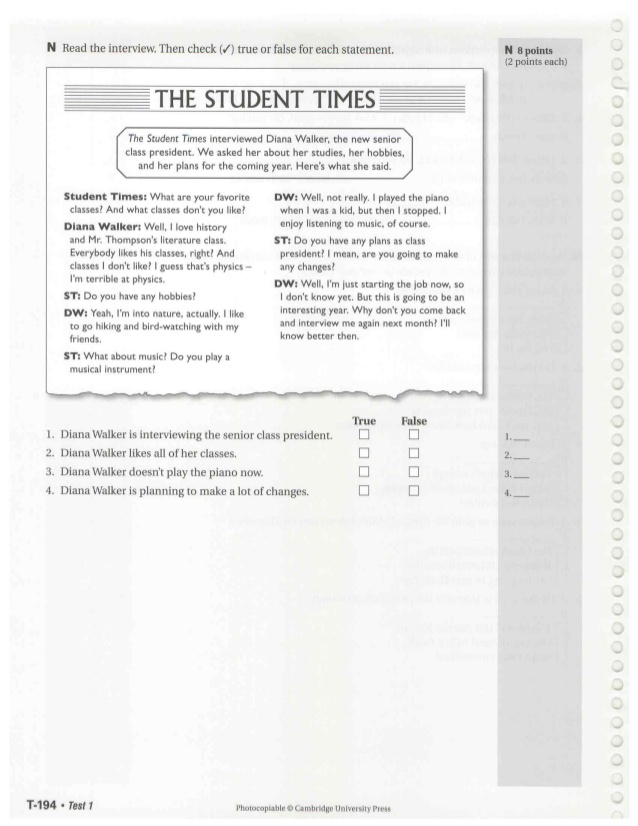 N Read the interview. Then check (✓) true or false for each statement.
N 8 points
(2 points each)
THE STUDENT TIMES
The Student Times interviewed Diana Walker, the new senior
class president. We asked her about her studies, her hobbies,
and her plans for the coming year. Here's what she said.
Student Times: What are your favorite
classes? And what classes don't you like?
Diana Walker: Well, I love history
and Mr. Thompson's literature class.
Everybody likes his classes, right? And
classes I don't like? I guess that's physics –
I'm terrible at physics.
ST: Do you have any hobbies?
DW: Yeah, I'm into nature, actually. I like
to go hiking and bird-watching with my
friends.
ST: What about music? Do you play a
musical instrument?
DW: Well, not really. I played the piano
when I was a kid, but then I stopped. I
enjoy listening to music, of course.
ST: Do you have any plans as class
president? I mean, are you going to make
any changes?
DW: Well, I'm just starting the job now, so
I don't know yet. But this is going to be an
interesting year. Why don't you come back
and interview me again next month? I'll
know better then.
True False
1. Diana Walker is interviewing the senior class president. 1. __
2. Diana Walker likes all of her classes. 2. __
3. Diana Walker doesn't play the piano now. 3. __
4. Diana Walker is planning to make a lot of changes. 4. __
T-194 • Test 1
Photocopiable © Cambridge University Press